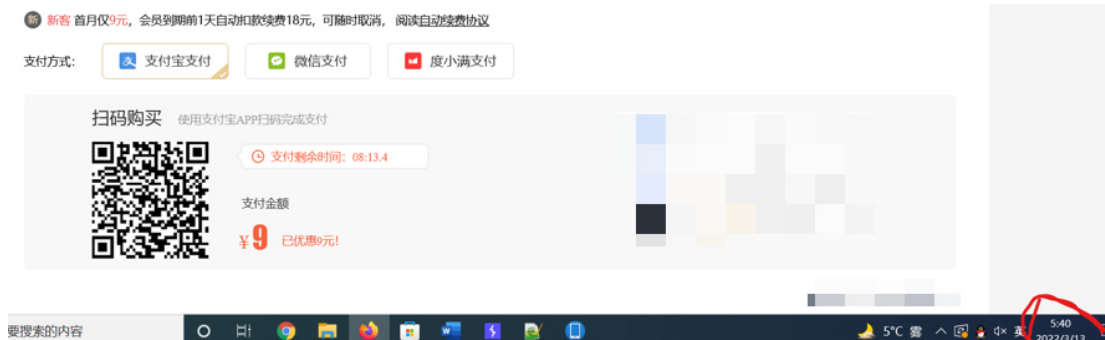 新 新客 首月仅9元，会员到期前1天自动扣款续费18元，可随时取消， 阅读自动续费协议
支付方式: 支付宝支付 微信支付 度小满支付
扫码购买 使用支付宝APP扫码完成支付
支付剩余时间：08:13.4
支付金额
¥9 已优惠9元!
要搜索的内容 5°C 雾 英 5:40
2022/3/13